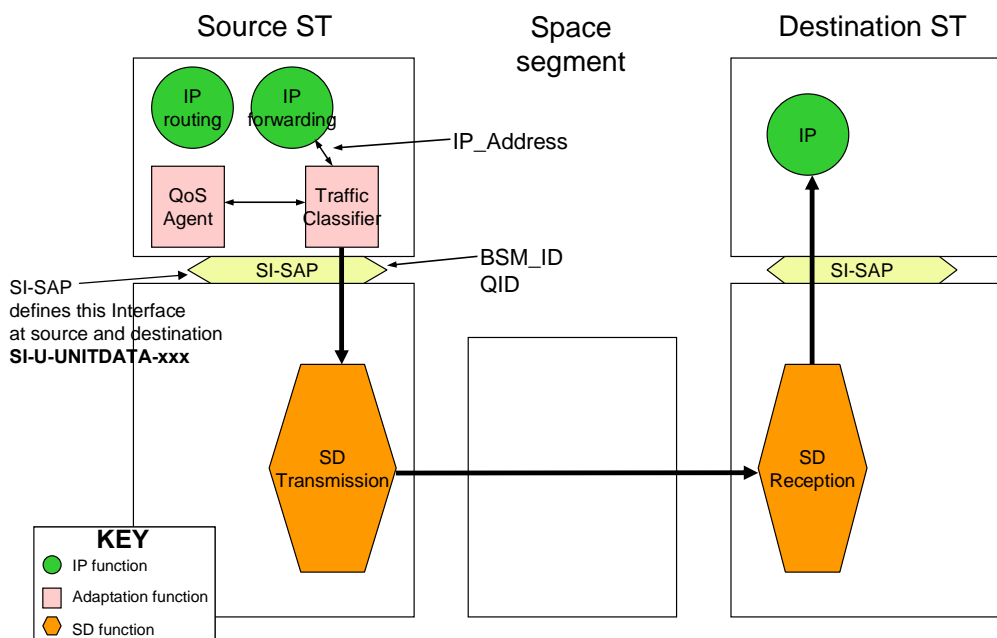 Source ST
Space
segment
Destination ST
IP
routing
IP
forwarding
IP_Address
IP
QoS
Agent
Traffic
Classifier
SI-SAP
BSM_ID
QID
SI-SAP
SI-SAP
defines this Interface
at source and destination
SI-U-UNITDATA-xxx
SD
Transmission
SD
Reception
KEY
IP function
Adaptation function
SD function